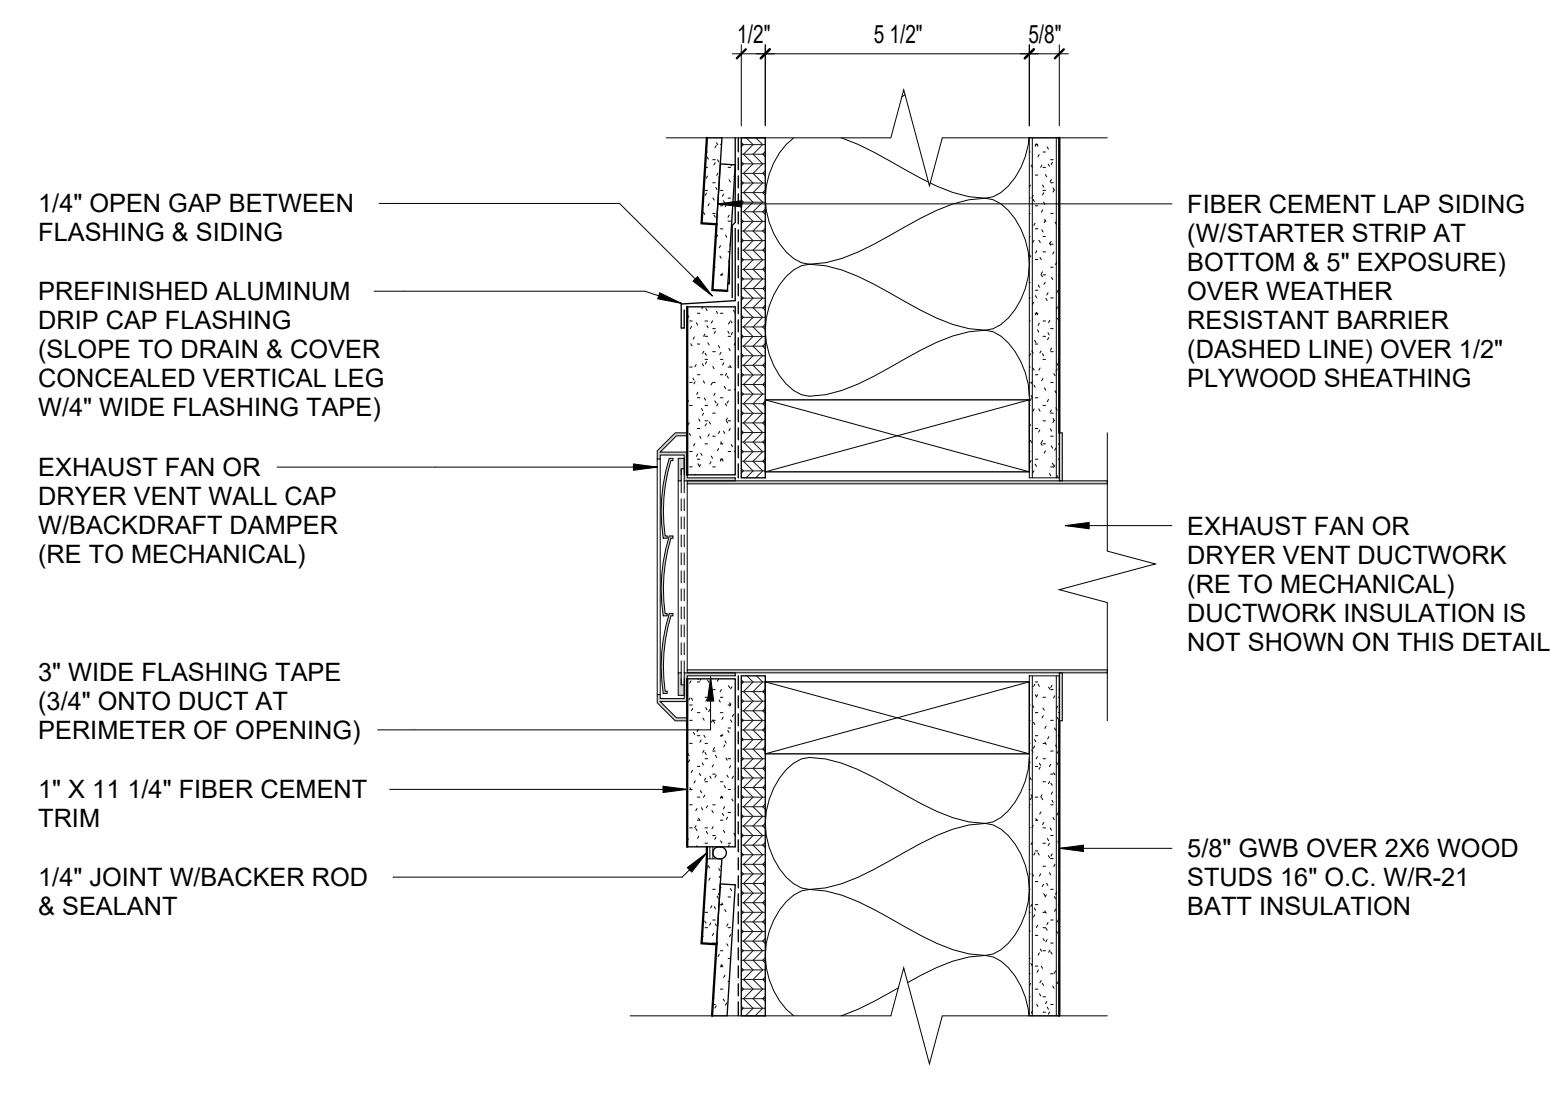 1/2"
5 1/2"
5/8"
1/4" OPEN GAP BETWEEN
FLASHING & SIDING
PREFINISHED ALUMINUM
DRIP CAP FLASHING
(SLOPE TO DRAIN & COVER
CONCEALED VERTICAL LEG
W/4" WIDE FLASHING TAPE)
EXHAUST FAN OR
DRYER VENT WALL CAP
W/BACKDRAFT DAMPER
(RE TO MECHANICAL)
3" WIDE FLASHING TAPE
(3/4" ONTO DUCT AT
PERIMETER OF OPENING)
1" X 11 1/4" FIBER CEMENT
TRIM
1/4" JOINT W/BACKER ROD
& SEALANT
FIBER CEMENT LAP SIDING
(W/STARTER STRIP AT
BOTTOM & 5" EXPOSURE)
OVER WEATHER
RESISTANT BARRIER
(DASHED LINE) OVER 1/2"
PLYWOOD SHEATHING
EXHAUST FAN OR
DRYER VENT DUCTWORK
(RE TO MECHANICAL)
DUCTWORK INSULATION IS
NOT SHOWN ON THIS DETAIL
5/8" GWB OVER 2X6 WOOD
STUDS 16" O.C. W/R-21
BATT INSULATION